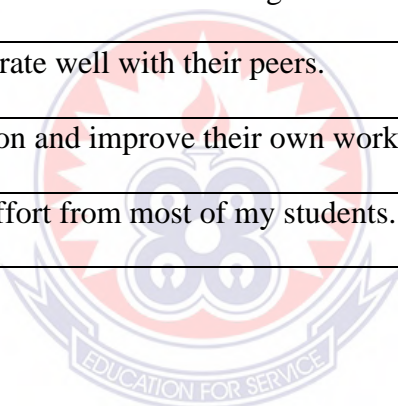 rate well with their peers.
on and improve their own work
ffort from most of my students.
EDUCATION FOR SERVICE